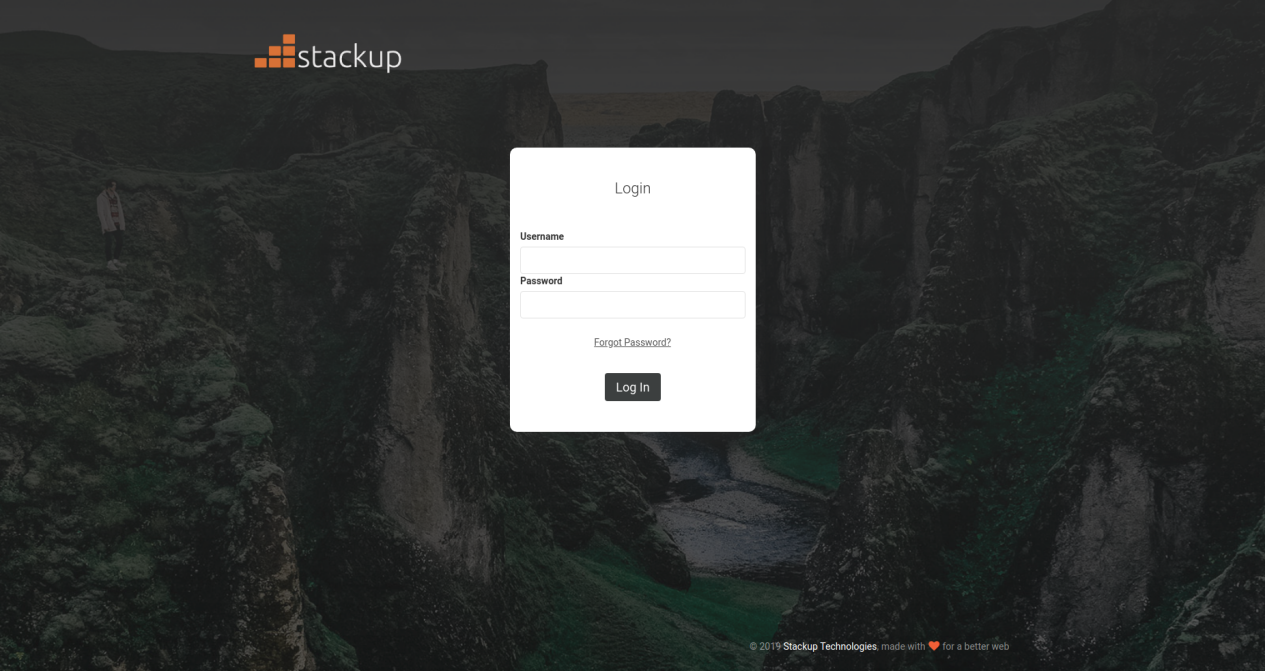 stackup
Login
Username
Password
Forgot Password?
Log In
© 2019 Stackup Technologies, made with ❤️ for a better web